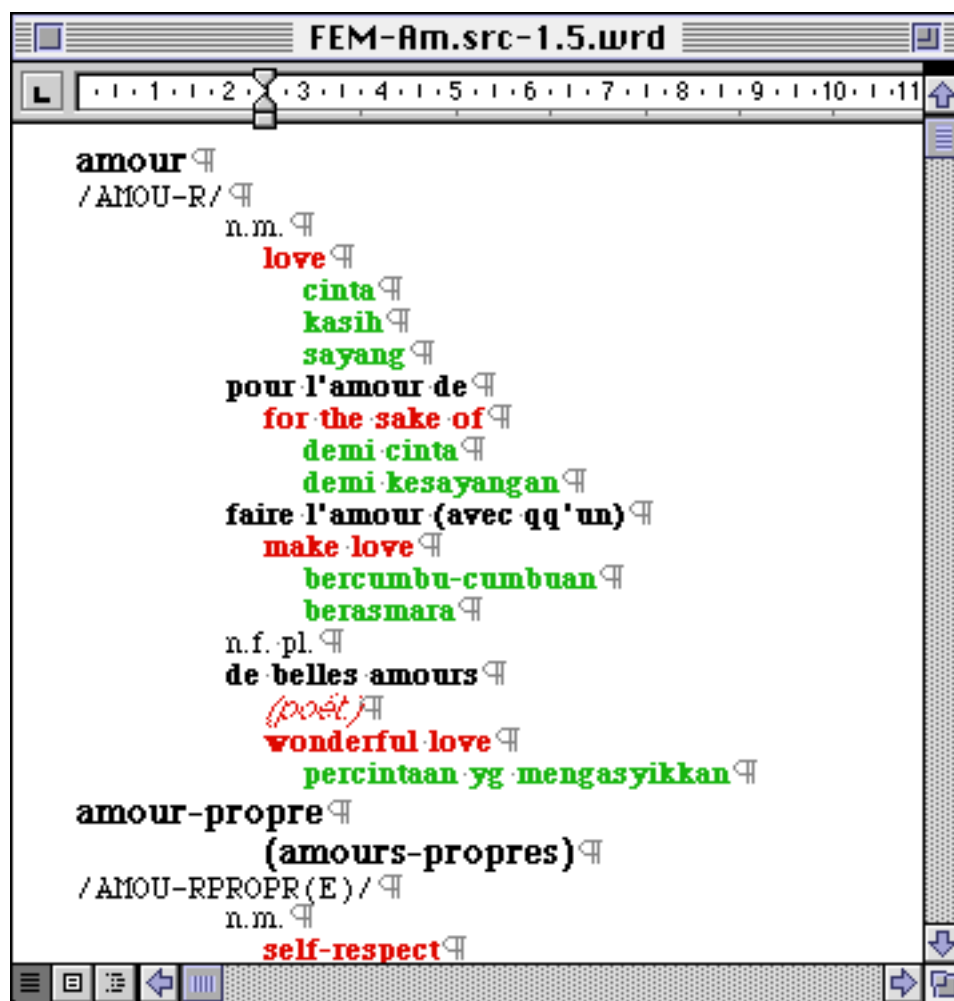 FEM-Am.src-1.5.wrd
1 2 3 4 5 6 7 8 9 10 11
amour¶
/AMOU-R/¶
n.m.¶
love¶
cinta¶
kasih¶
sayang¶
pour·l'amour·de¶
for·the·sake·of¶
demi·cinta¶
demi·kesayangan¶
faire·l'amour·(avec·qq'un)¶
make·love¶
bercumbu-cumbuan¶
berasmara¶
n.f.·pl.¶
de·belles·amours¶
(poét.)¶
wonderful·love¶
percintaan·yg·mengasyikkan¶
amour-propre¶
(amours-propres)¶
/AMOU-RPROPR(E)/¶
n.m.¶
self-respect¶